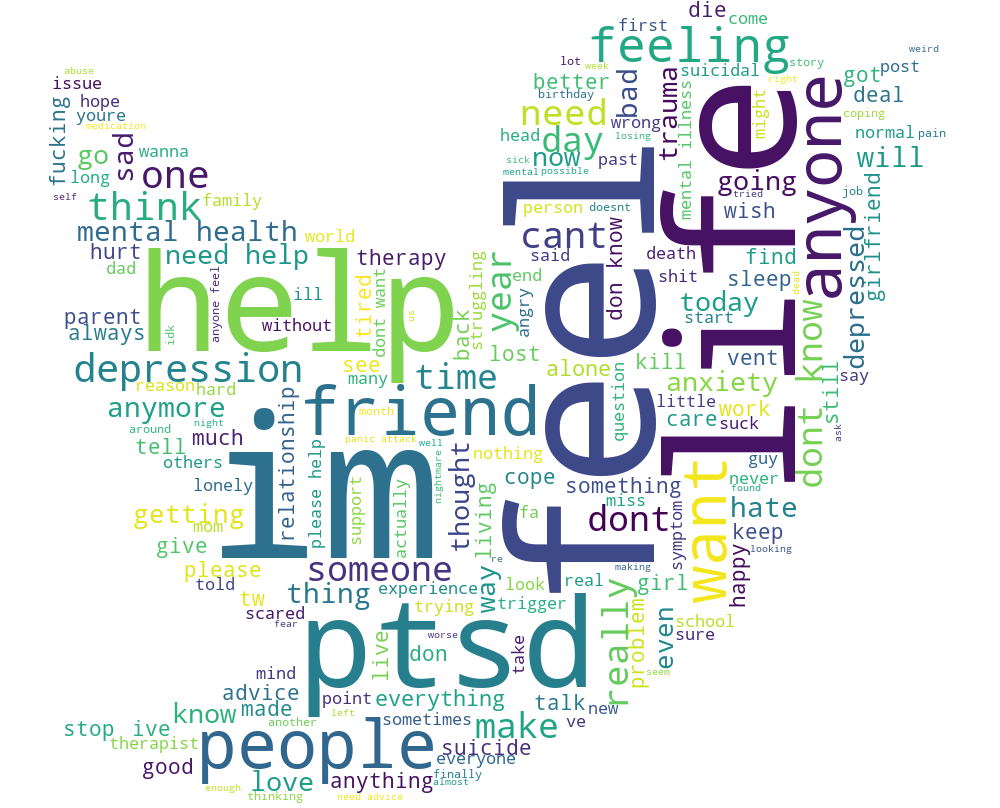 die
come
first
feeling
weird
lot
week
suicidal
story
abuse
issue
better
bad
trauma
right
got
post
birthday
hope
youre
need
wrong
mental illness
might
deal
coping
medication
fucking
sad
go
wanna
day
head
losing
normal
pain
long
one
now
past
life
anyone
will
sick
mental
possible
going
tried
job
self
think
family
feel
person
doesnt
wish
girlfriend
mental health
world
cant
said
don know
death
find
depressed
hurt
need help
therapy
year
dad
help
anyone feel
ill
dont want
us
struggling
end
shit
sleep
dead
parent
without
tired
angry
today
always
idk
back
start
dont know
see
lost
alone
kill
vent
depression
many
time
question
anxiety
say
reason
hard
still
anymore
friend
month
little
care
work
around
night
suck
ask
tell
much
relationship
panic attack
well
others
im
please help
thought
nothing
guy
lonely
support
actually
nightmare
cope
something
want
never
found
getting
mom
living
fa
miss
hate
dont
give
symptom
keep
looking
someone
re
making
please
told
thing
experience
way
look
real
girl
happy
tw
trying
trigger
scared
ptsd
really
problem
school
fear
live
don
worse
take
even
sure
mind
seem
advice
point
everything
talk
new
know
made
left
another
sometimes
ve
make
stop ive
therapist
people
suicide
everyone
good
love
anything
finally
almost
enough
thinking
need advice